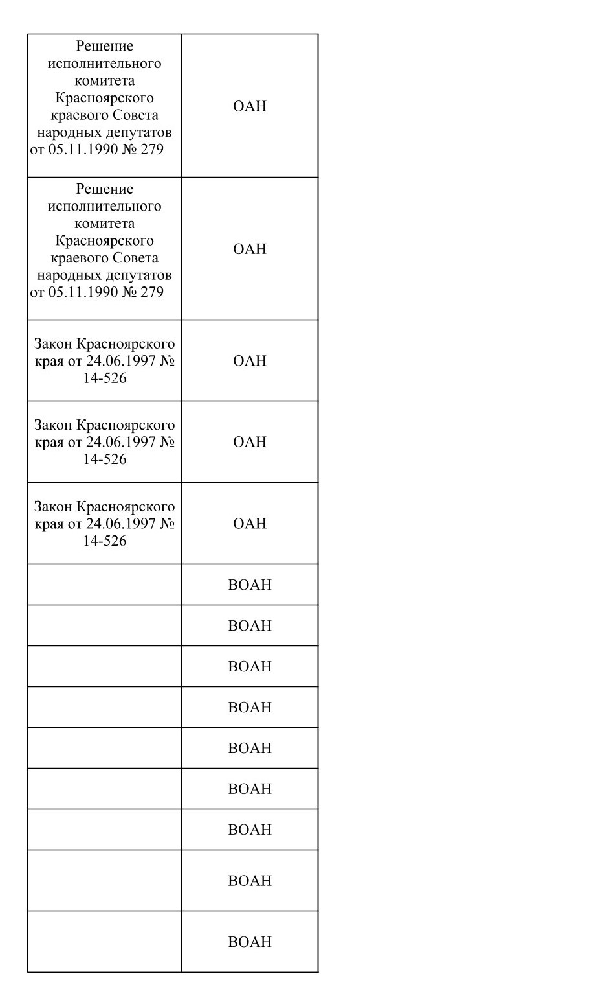 Решение
исполнительного
комитета
Красноярского
краевого Совета
народных депутатов
от 05.11.1990 № 279
ОАН
Решение
исполнительного
комитета
Красноярского
краевого Совета
народных депутатов
от 05.11.1990 № 279
ОАН
Закон Красноярского
края от 24.06.1997 №
14-526
ОАН
Закон Красноярского
края от 24.06.1997 №
14-526
ОАН
Закон Красноярского
края от 24.06.1997 №
14-526
ОАН
ВОАН
ВОАН
ВОАН
ВОАН
ВОАН
ВОАН
ВОАН
ВОАН
ВОАН